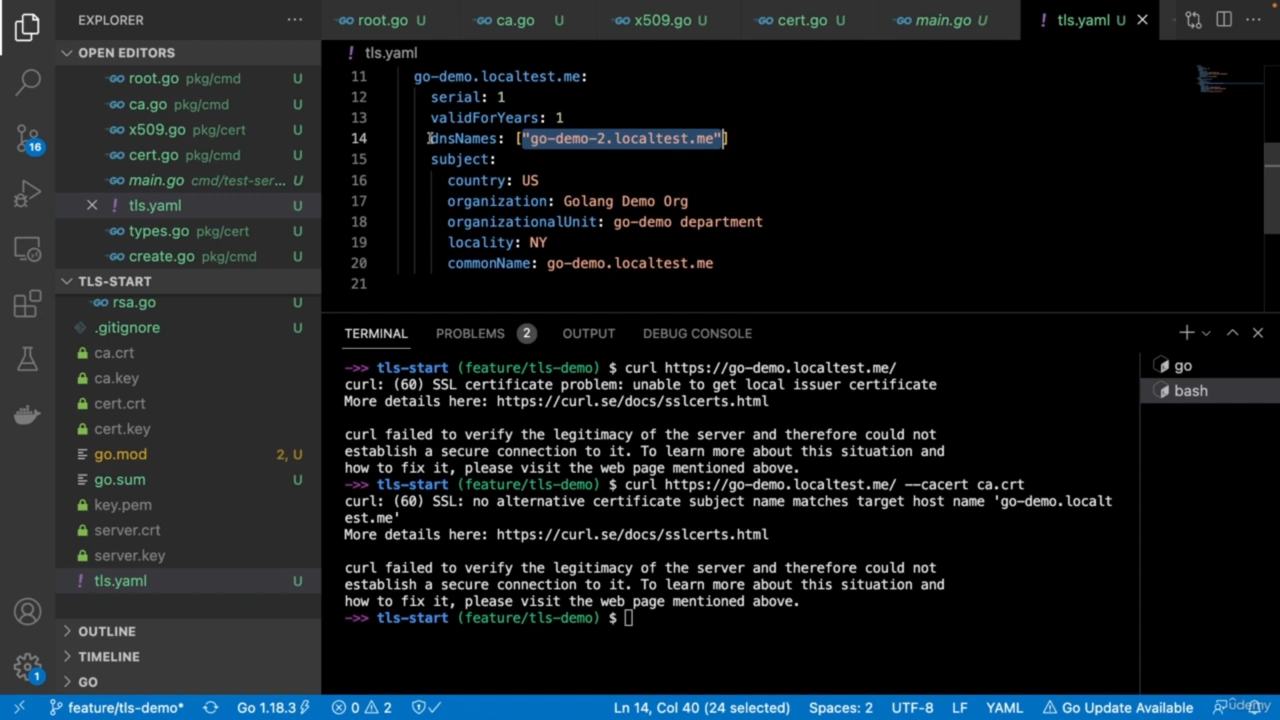 EXPLORER
root.go U
ca.go U
x509.go U
cert.go U
main.go U
! tls.yaml U
OPEN EDITORS
root.go pkg/cmd U
ca.go pkg/cmd U
x509.go pkg/cert U
cert.go pkg/cmd U
main.go cmd/test-ser... U
! tls.yaml U
types.go pkg/cert U
create.go pkg/cmd U
TLS-START
rsa.go U
.gitignore U
ca.crt
ca.key
cert.crt
cert.key
go.mod 2, U
go.sum U
key.pem
server.crt
server.key
! tls.yaml U
OUTLINE
TIMELINE
GO
16
1
! tls.yaml
11 go-demo.localtest.me:
12 serial: 1
13 validForYears: 1
14 dnsNames: ["go-demo-2.localtest.me"]
15 subject:
16 country: US
17 organization: Golang Demo Org
18 organizationalUnit: go-demo department
19 locality: NY
20 commonName: go-demo.localtest.me
21
TERMINAL PROBLEMS 2 OUTPUT DEBUG CONSOLE
->> tls-start (feature/tls-demo) $ curl https://go-demo.localtest.me/
curl: (60) SSL certificate problem: unable to get local issuer certificate
More details here: https://curl.se/docs/sslcerts.html
curl failed to verify the legitimacy of the server and therefore could not
establish a secure connection to it. To learn more about this situation and
how to fix it, please visit the web page mentioned above.
->> tls-start (feature/tls-demo) $ curl https://go-demo.localtest.me/ --cacert ca.crt
curl: (60) SSL: no alternative certificate subject name matches target host name 'go-demo.localt
est.me'
More details here: https://curl.se/docs/sslcerts.html
curl failed to verify the legitimacy of the server and therefore could not
establish a secure connection to it. To learn more about this situation and
how to fix it, please visit the web page mentioned above.
->> tls-start (feature/tls-demo) $
go
bash
feature/tls-demo* Go 1.18.3 0 2 Ln 14, Col 40 (24 selected) Spaces: 2 UTF-8 LF YAML Go Update Available
Udemy